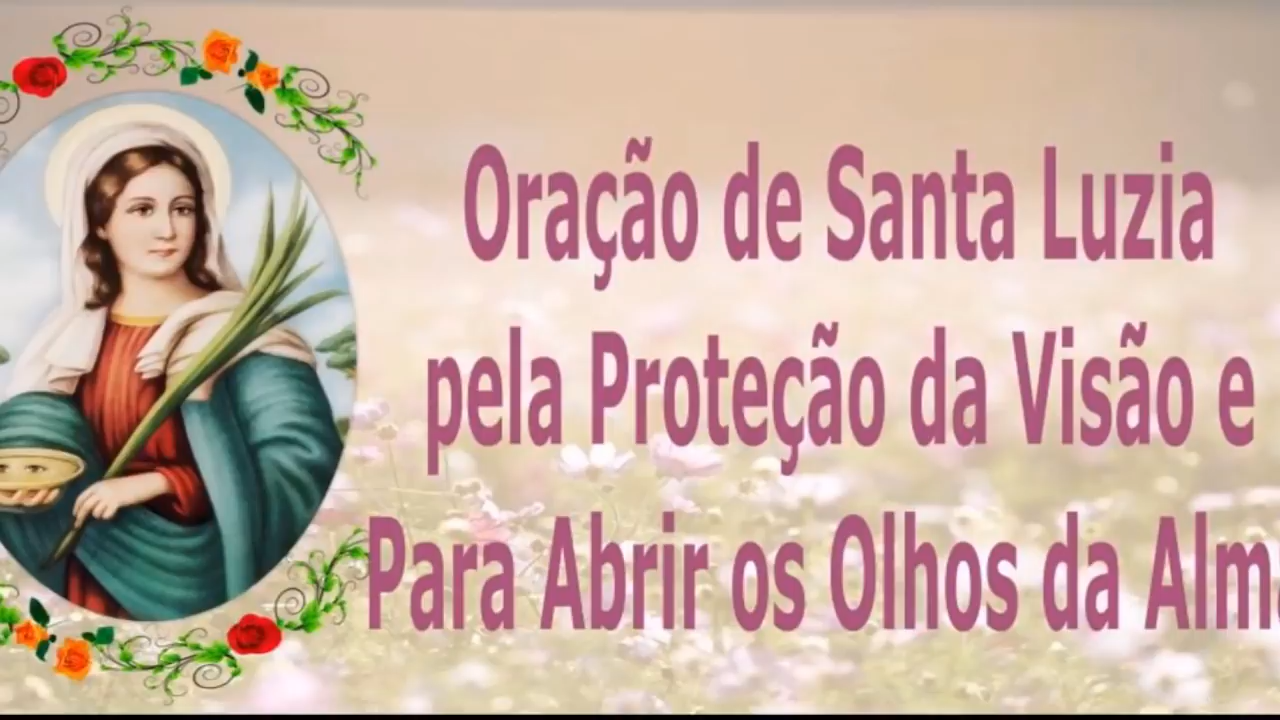 Oração de Santa Luzia
pela Proteção da Visão e
Para Abrir os Olhos da